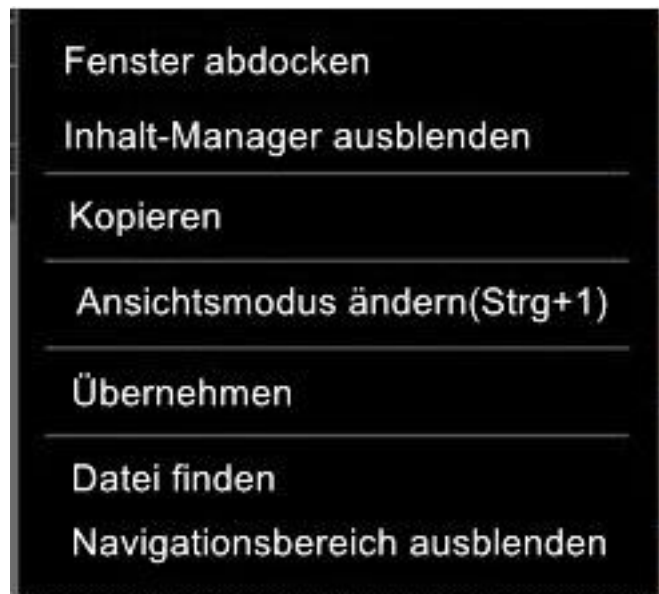 Fenster abdocken
Inhalt-Manager ausblenden
Kopieren
Ansichtsmodus ändern(Strg+1)
Übernehmen
Datei finden
Navigationsbereich ausblenden